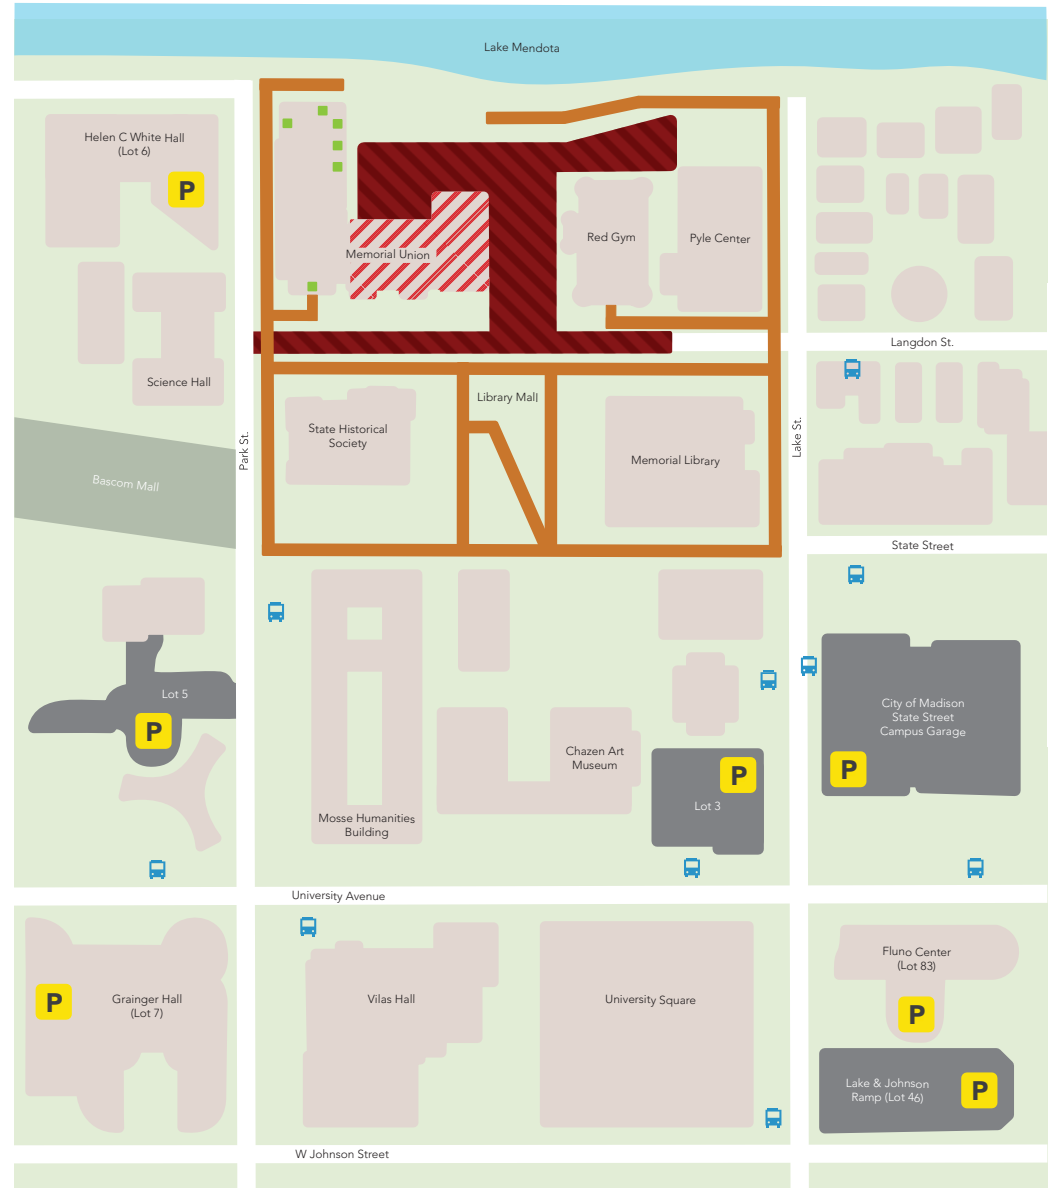 Lake Mendota
Helen C White Hall
(Lot 6)
P
Memorial Union
Red Gym
Pyle Center
Langdon St.
Science Hall
Library Mall
State Historical
Society
Memorial Library
Park St.
Lake St.
Bascom Mall
State Street
Lot 5
P
City of Madison
State Street
Campus Garage
P
Chazen Art
Museum
P
Lot 3
Mosse Humanities
Building
University Avenue
Fluno Center
(Lot 83)
P
P
Grainger Hall
(Lot 7)
Vilas Hall
University Square
Lake & Johnson
Ramp (Lot 46)
P
W Johnson Street